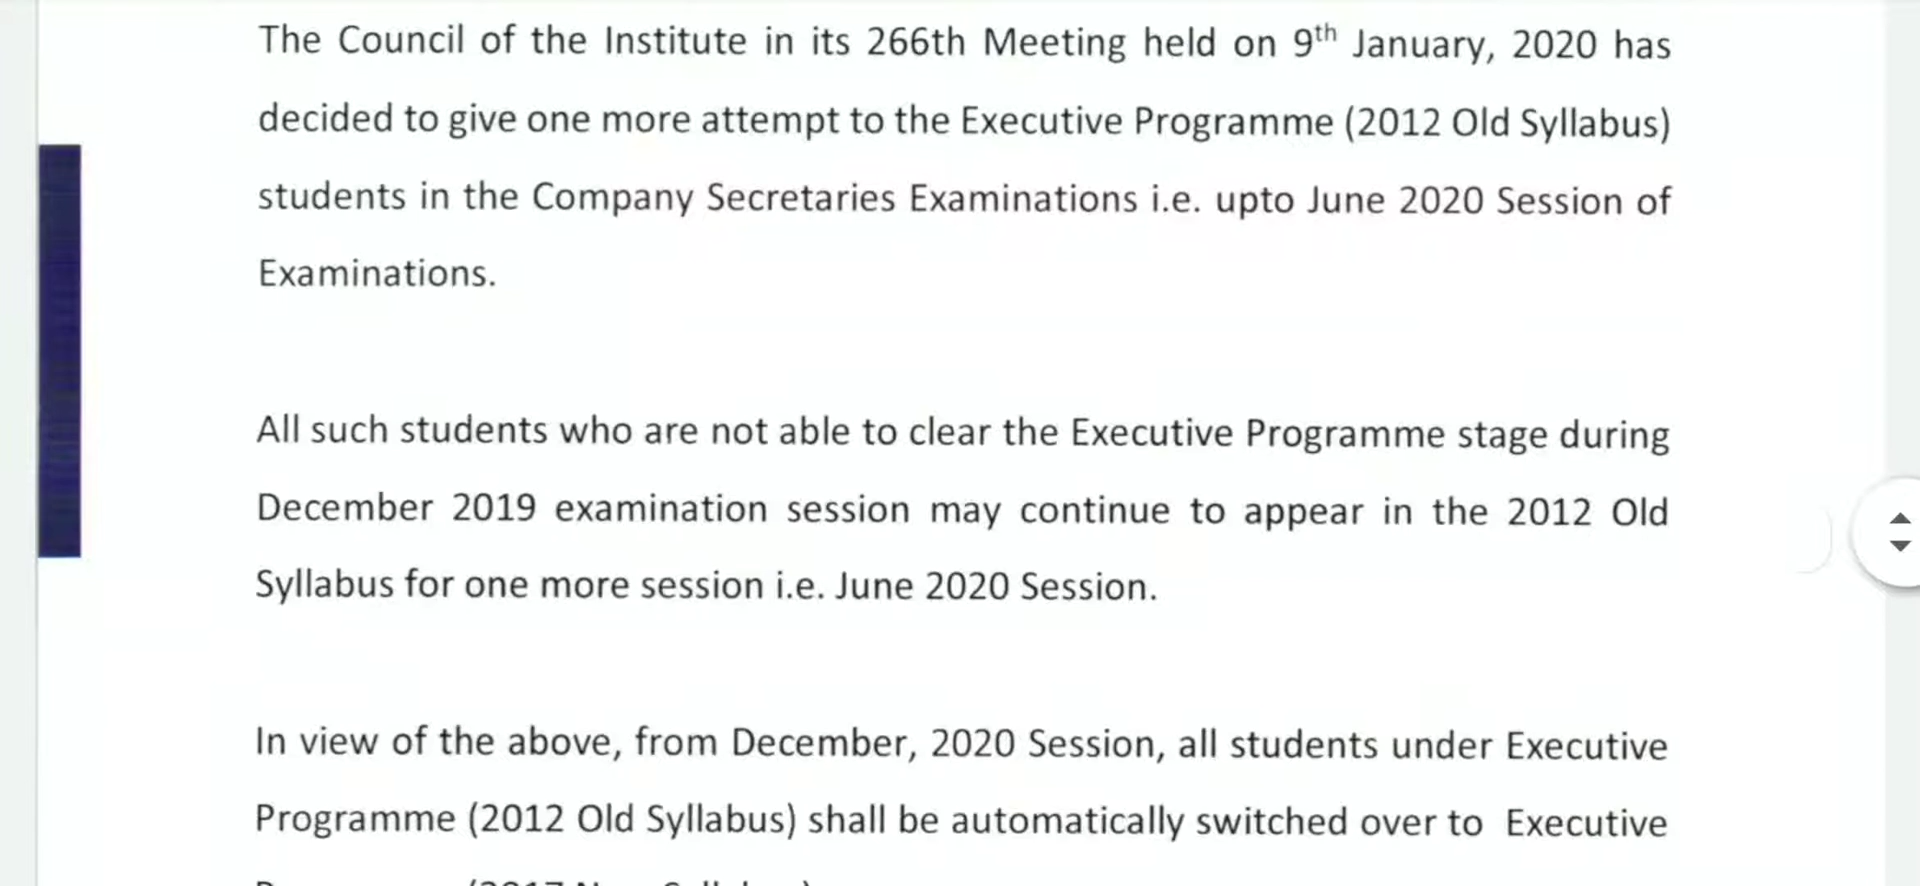 The Council of the Institute in its 266th Meeting held on 9th January, 2020 has
decided to give one more attempt to the Executive Programme (2012 Old Syllabus)
students in the Company Secretaries Examinations i.e. upto June 2020 Session of
Examinations.
All such students who are not able to clear the Executive Programme stage during
December 2019 examination session may continue to appear in the 2012 Old
Syllabus for one more session i.e. June 2020 Session.
In view of the above, from December, 2020 Session, all students under Executive
Programme (2012 Old Syllabus) shall be automatically switched over to Executive